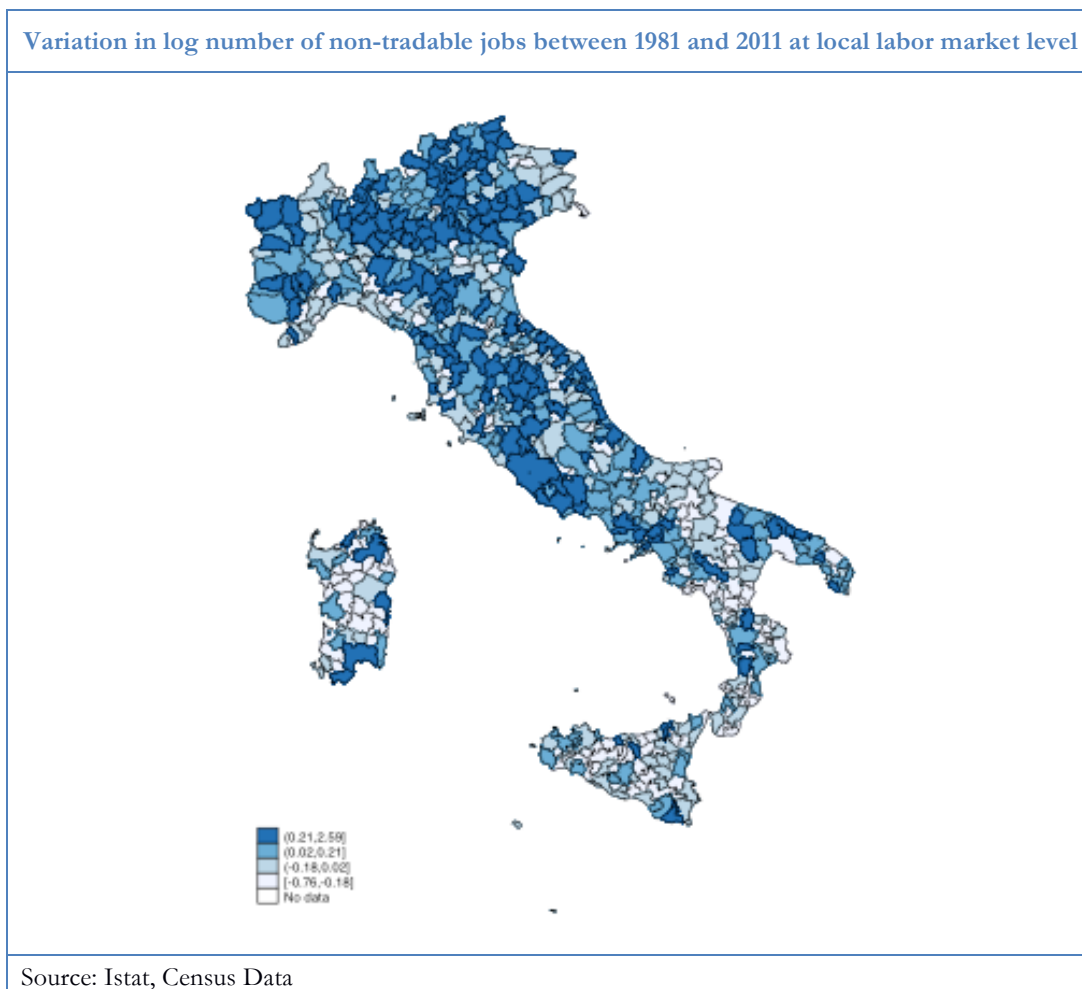 Variation in log number of non-tradable jobs between 1981 and 2011 at local labor market level
(0.21,2.59]
(0.02,0.21]
(-0.18,0.02]
[-0.76,-0.18]
No data
Source: Istat, Census Data